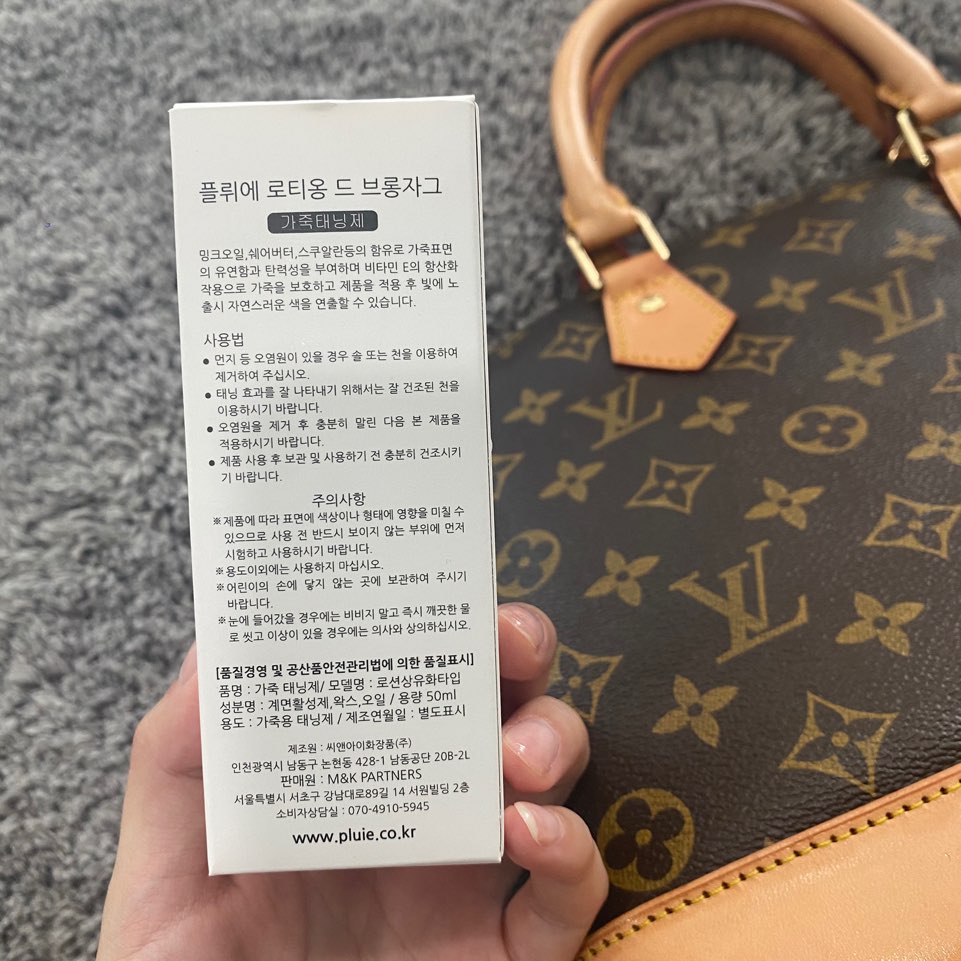 플뤼에 로티옹 드 브롱자그
가죽태닝제
밍크오일,쉐어버터,스쿠알란등의 함유로 가죽표면
의 유연함과 탄력성을 부여하며 비타민 E의 항산화
작용으로 가죽을 보호하고 제품을 적용 후 빛에 노
출시 자연스러운 색을 연출할 수 있습니다.
사용법
● 먼지 등 오염원이 있을 경우 솔 또는 천을 이용하여
제거하여 주십시오.
● 태닝 효과를 잘 나타내기 위해서는 잘 건조된 천을
이용하시기 바랍니다.
● 오염원을 제거 후 충분히 말린 다음 본 제품을
적용하시기 바랍니다.
● 제품 사용 후 보관 및 사용하기 전 충분히 건조시키
기 바랍니다.
주의사항
※제품에 따라 표면에 색상이나 형태에 영향을 미칠 수
있으므로 사용 전 반드시 보이지 않는 부위에 먼저
시험하고 사용하시기 바랍니다.
※용도이외에는 사용하지 마십시오.
※어린이의 손에 닿지 않는 곳에 보관하여 주시기
바랍니다.
※눈에 들어갔을 경우에는 비비지 말고 즉시 깨끗한 물
로 씻고 이상이 있을 경우에는 의사와 상의하십시오.
[품질경영 및 공산품안전관리법에 의한 품질표시]
품명 : 가죽 태닝제/ 모델명 : 로션상유화타입
성분명 : 계면활성제,왁스,오일 / 용량 50ml
용도 : 가죽용 태닝제 / 제조연월일 : 별도표시
제조원 : 씨앤아이화장품(주)
인천광역시 남동구 논현동 428-1 남동공단 20B-2L
판매원 : M&K PARTNERS
서울특별시 서초구 강남대로89길 14 서원빌딩 2층
소비자상담실 : 070-4910-5945
www.pluie.co.kr
LV
LV
LV
LV